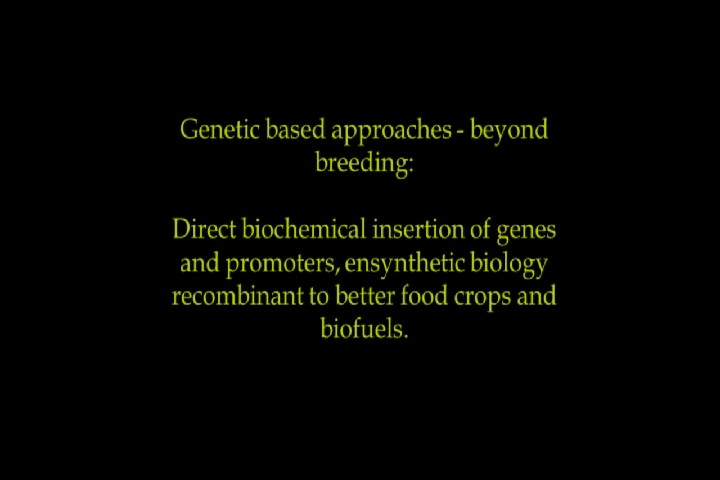 Genetic based approaches - beyond
breeding:
Direct biochemical insertion of genes
and promoters, ensynthetic biology
recombinant to better food crops and
biofuels.